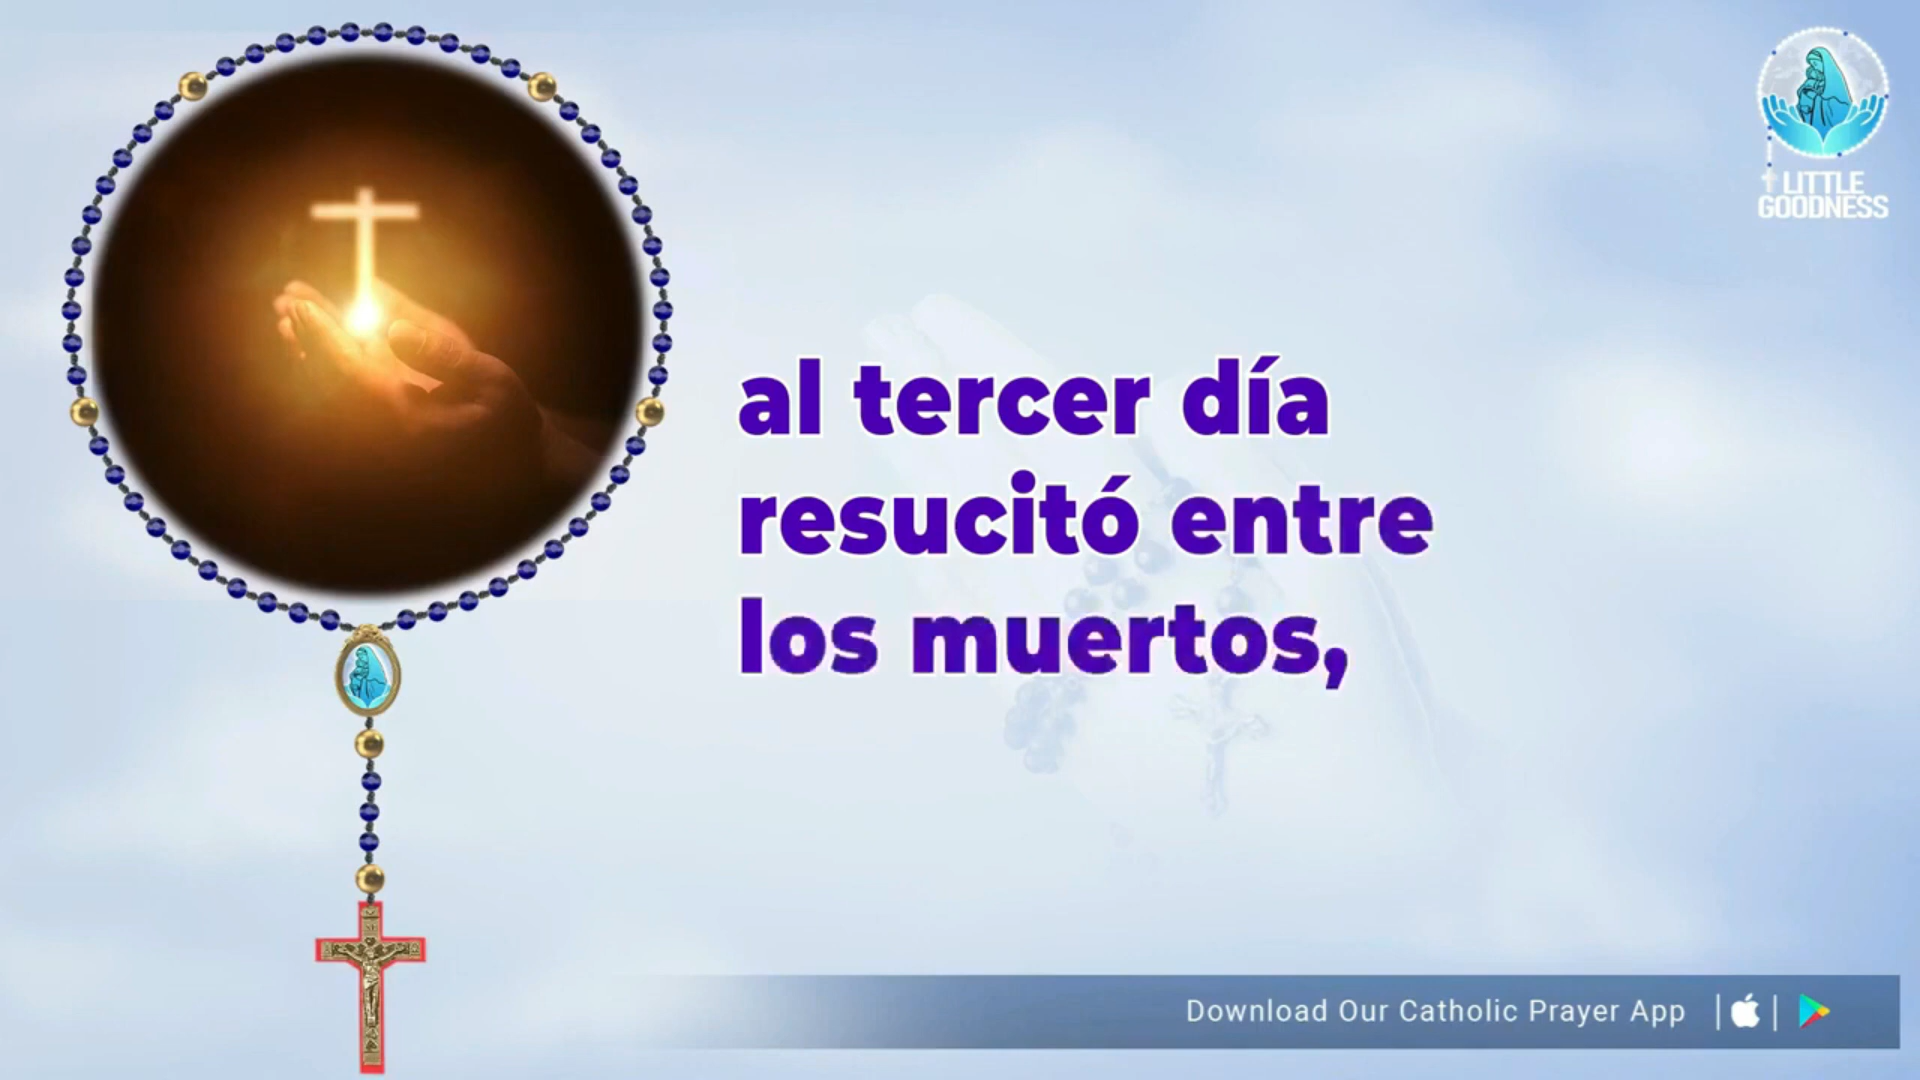 LITTLE
GOODNESS
al tercer día
resucitó entre
los muertos,
Download Our Catholic Prayer App